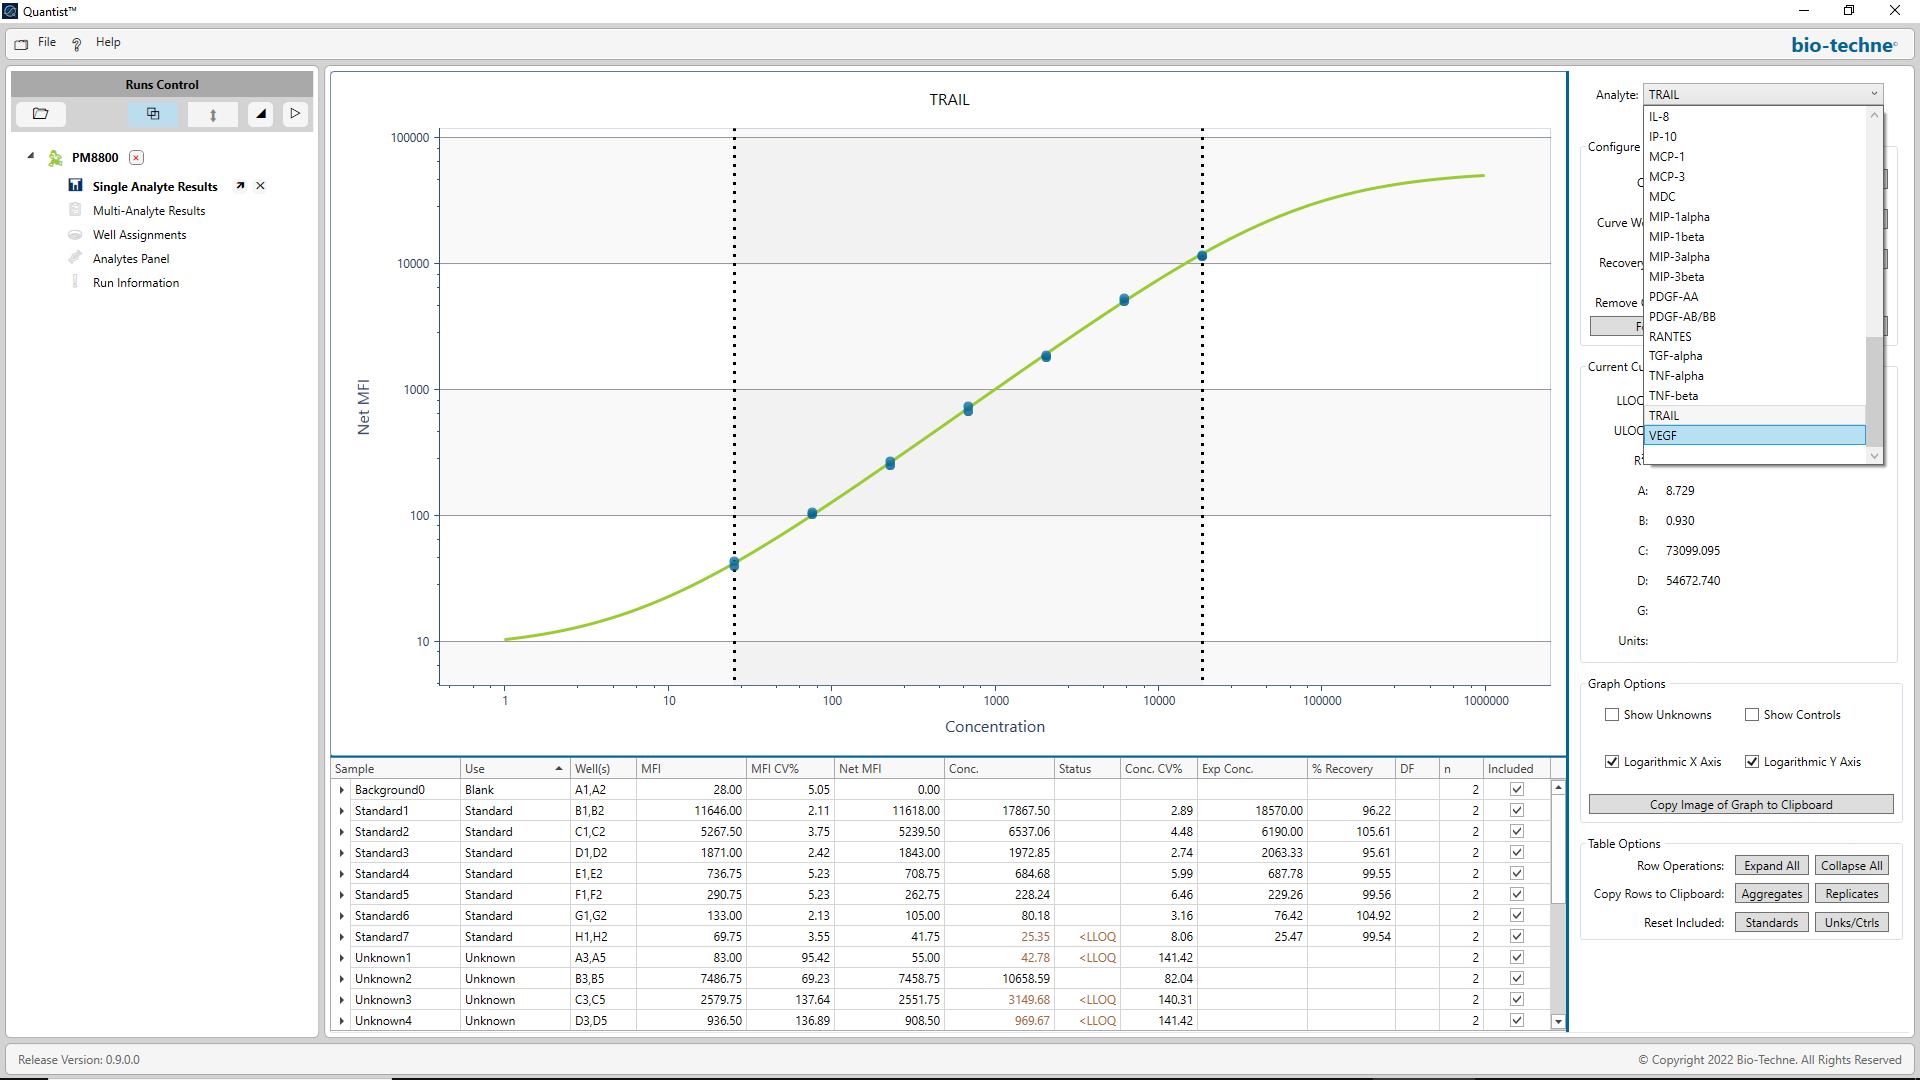 Quantist™
File Help
bio-techne
Runs Control
PM8800
Single Analyte Results
Multi-Analyte Results
Well Assignments
Analytes Panel
Run Information
TRAIL
100000
10000
1000
100
10
Net MFI
1 10 100 1000 10000 100000 1000000
Concentration
Sample Use Well(s) MFI MFI CV% Net MFI Conc. Status Conc. CV% Exp Conc. % Recovery DF n Included
Background0 Blank A1,A2 28.00 5.05 0.00 2
Standard1 Standard B1,B2 11646.00 2.11 11618.00 17867.50 2.89 18570.00 96.22 2
Standard2 Standard C1,C2 5267.50 3.75 5239.50 6537.06 4.48 6190.00 105.61 2
Standard3 Standard D1,D2 1871.00 2.42 1843.00 1972.85 2.74 2063.33 95.61 2
Standard4 Standard E1,E2 736.75 5.23 708.75 684.68 5.99 687.78 99.55 2
Standard5 Standard F1,F2 290.75 5.23 262.75 228.24 6.46 229.26 99.56 2
Standard6 Standard G1,G2 133.00 2.13 105.00 80.18 3.16 76.42 104.92 2
Standard7 Standard H1,H2 69.75 3.55 41.75 25.35 <LLOQ 8.06 25.47 99.54 2
Unknown1 Unknown A3,A5 83.00 95.42 55.00 42.78 <LLOQ 141.42 2
Unknown2 Unknown B3,B5 7486.75 69.23 7458.75 10658.59 82.04 2
Unknown3 Unknown C3,C5 2579.75 137.64 2551.75 3149.68 <LLOQ 140.31 2
Unknown4 Unknown D3,D5 936.50 136.89 908.50 969.67 <LLOQ 141.42 2
Analyte: TRAIL
IL-8
IP-10
MCP-1
MCP-3
MDC
MIP-1alpha
MIP-1beta
MIP-3alpha
MIP-3beta
PDGF-AA
PDGF-AB/BB
RANTES
TGF-alpha
TNF-alpha
TNF-beta
TRAIL
VEGF
Configure
Curve
Recovery
Remove
Current
A: 8.729
B: 0.930
C: 73099.095
D: 54672.740
G:
Units:
Graph Options
Show Unknowns Show Controls
Logarithmic X Axis Logarithmic Y Axis
Copy Image of Graph to Clipboard
Table Options
Row Operations: Expand All Collapse All
Copy Rows to Clipboard: Aggregates Replicates
Reset Included: Standards Unks/Ctrls
Release Version: 0.9.0.0
© Copyright 2022 Bio-Techne. All Rights Reserved